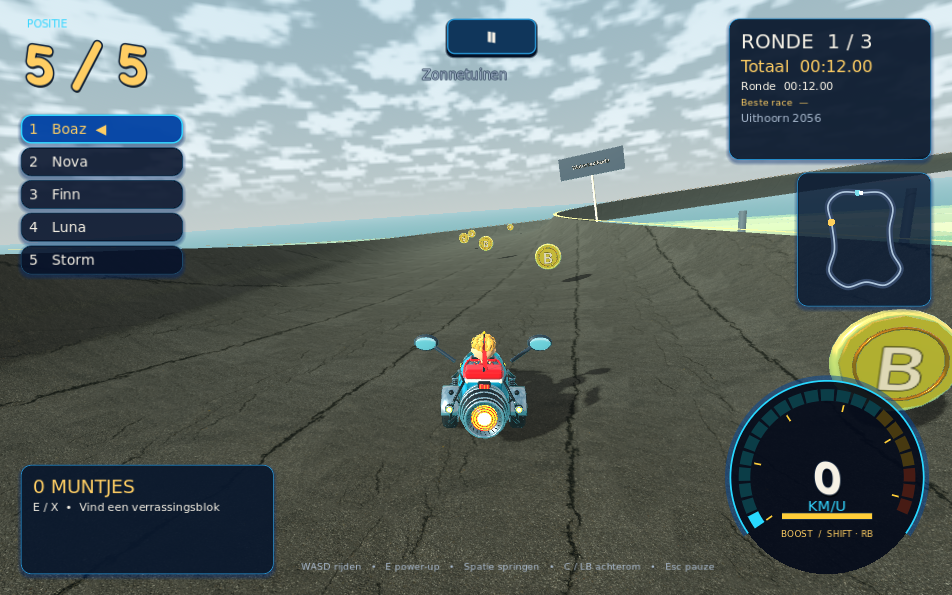 POSITIE
5 / 5
1 Boaz ◀
2 Nova
3 Finn
4 Luna
5 Storm
Zonnetuinen
RONDE 1 / 3
Totaal 00:12.00
Ronde 00:12.00
Beste race —
Uithoorn 2056
B
B
B
0 MUNTJES
E / X • Vind een verrassingsblok
0
KM/U
BOOST / SHIFT · RB
WASD rijden • E power-up • Spatie springen • C / LB achterom • Esc pauze